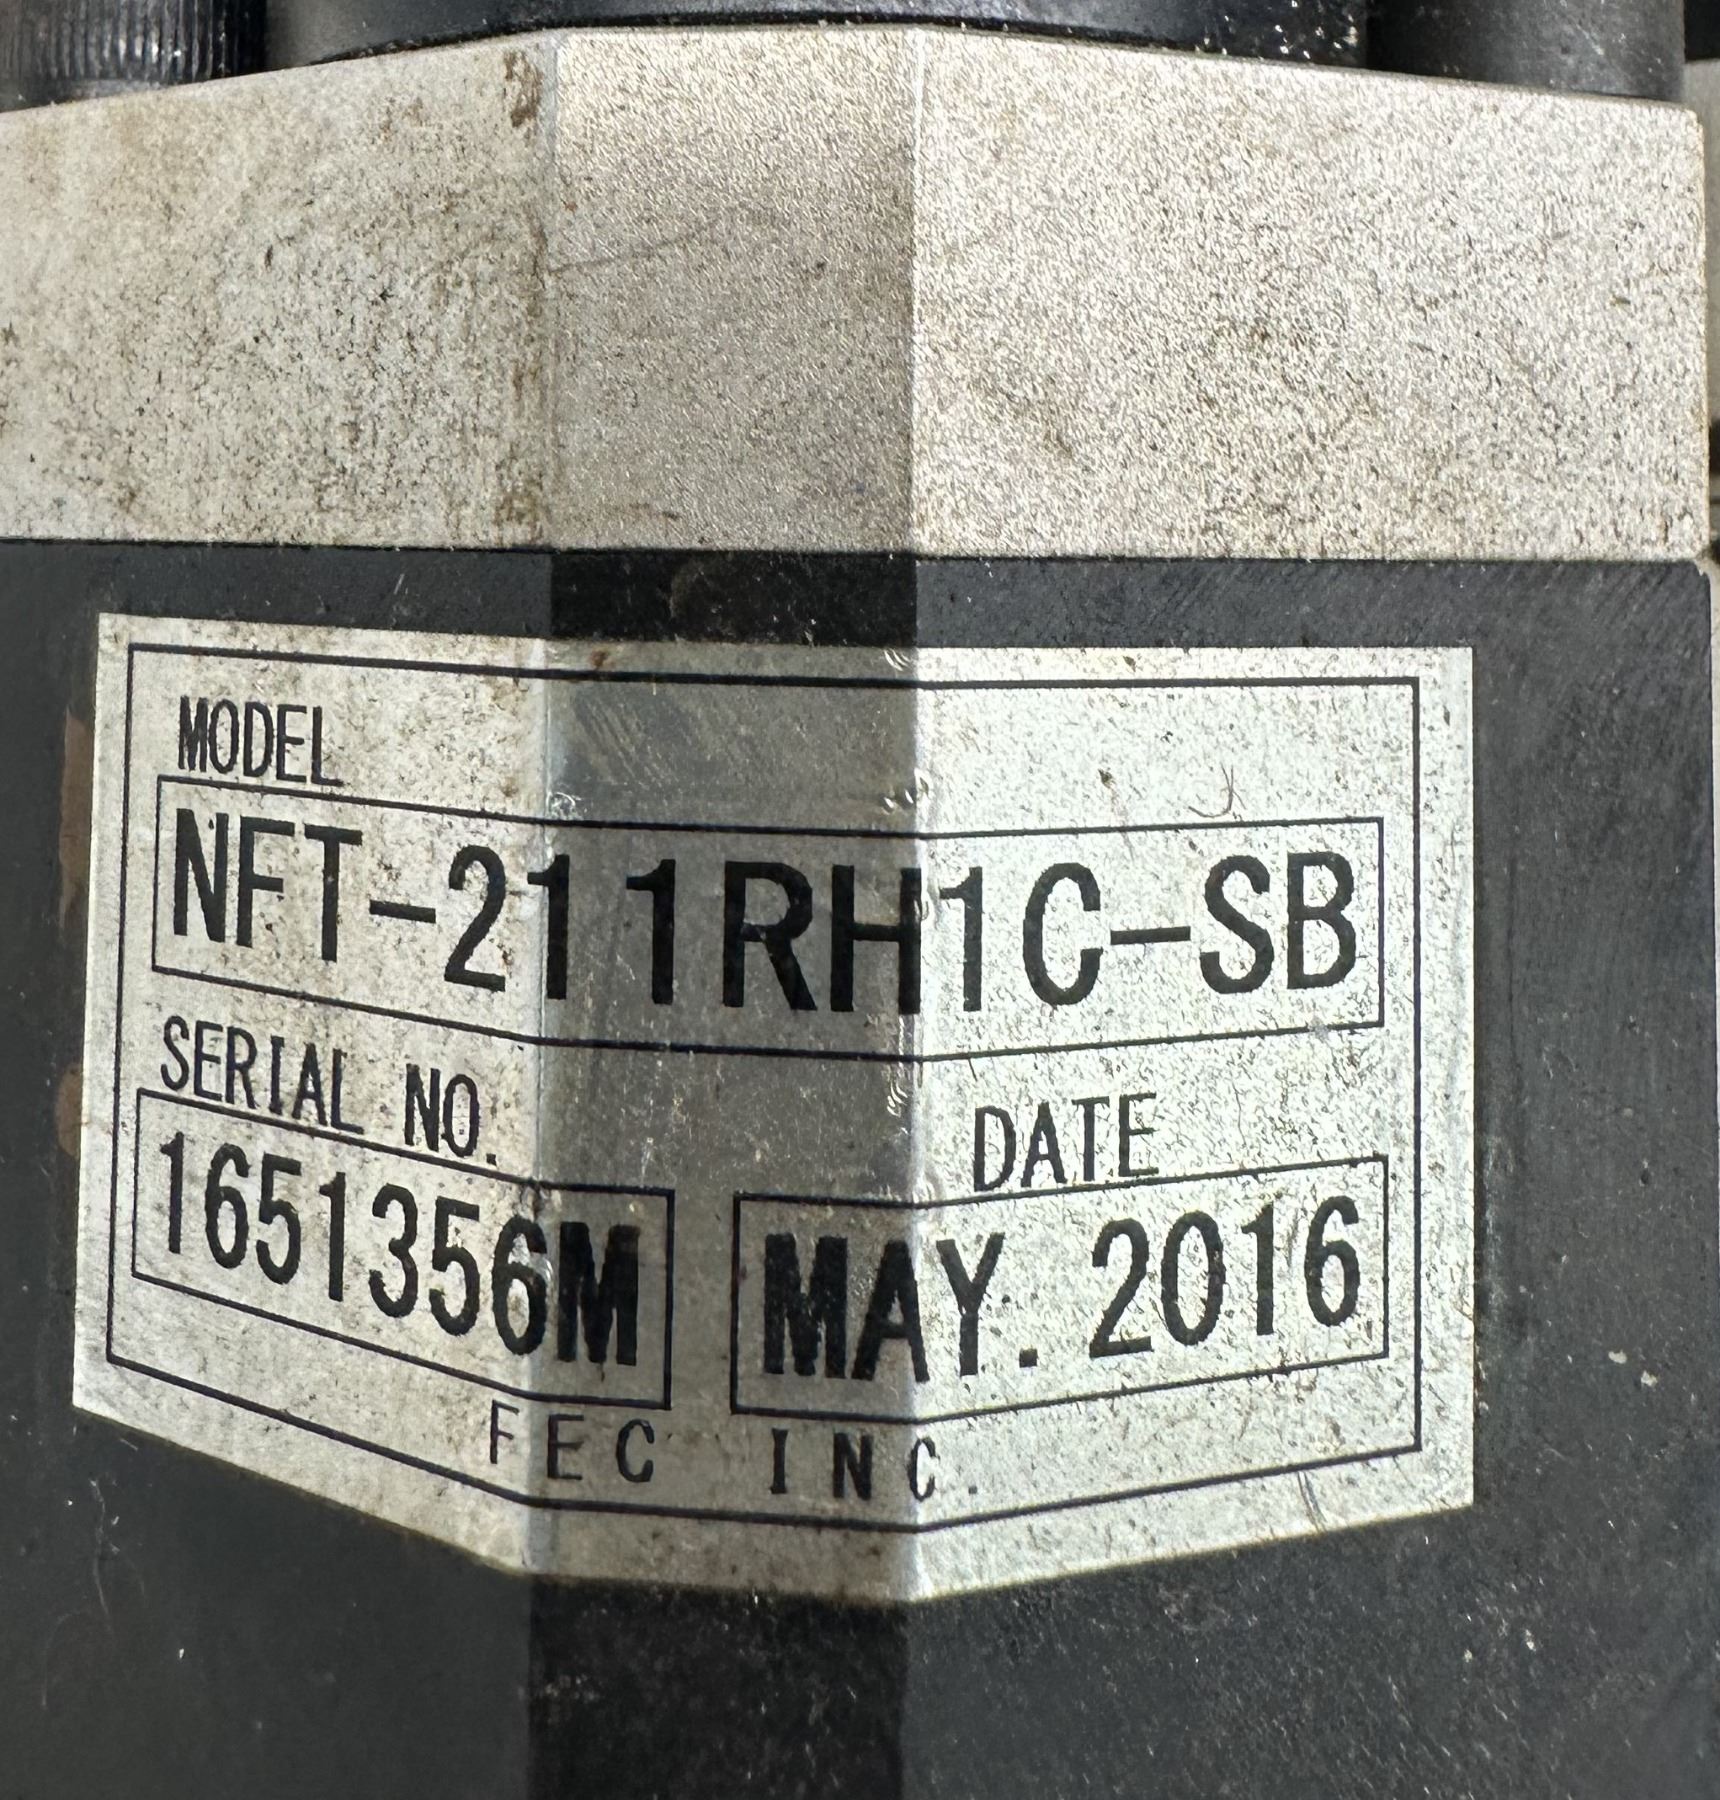 MODEL
NFT-211RH1C-SB
SERIAL NO.
1651356M
DATE
MAY. 2016
FEC INC.